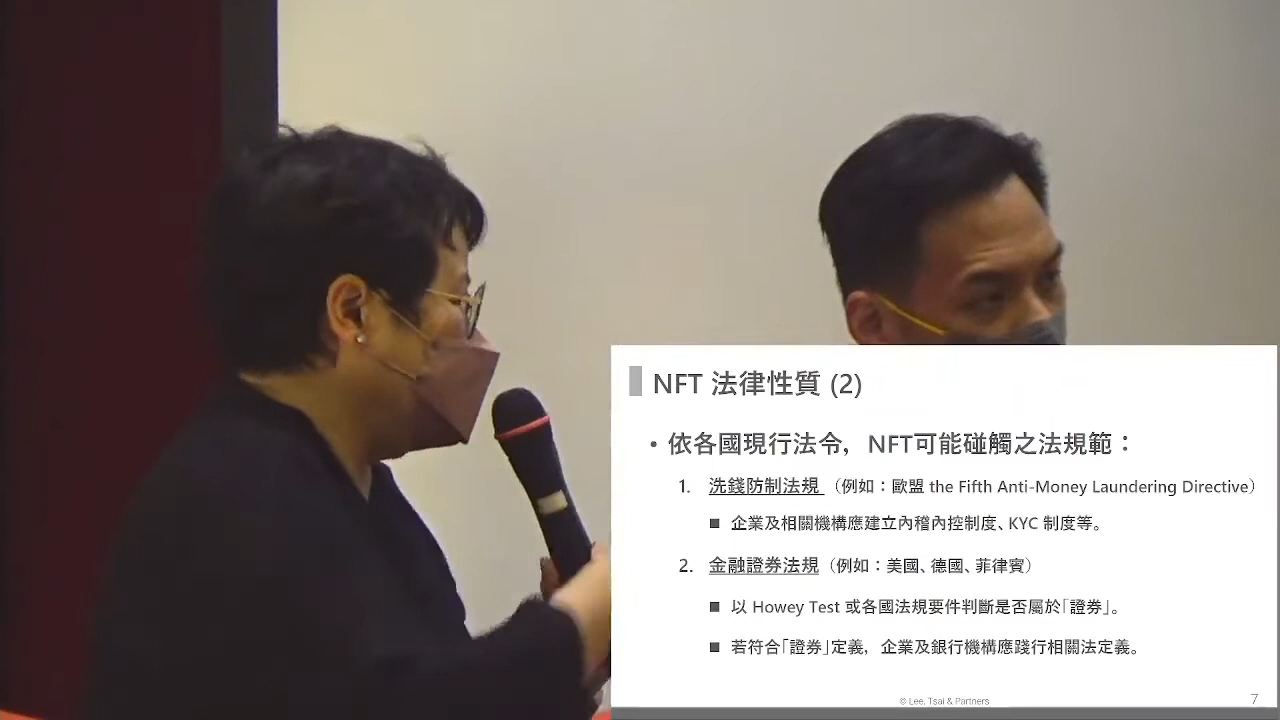 NFT 法律性質 (2)
• 依各國現行法令，NFT可能碰觸之法規範：
1. 洗錢防制法規（例如：歐盟 the Fifth Anti-Money Laundering Directive）
■ 企業及相關機構應建立內稽內控制度、KYC 制度等。
2. 金融證券法規（例如：美國、德國、菲律賓）
■ 以 Howey Test 或各國法規要件判斷是否屬於「證券」。
■ 若符合「證券」定義，企業及銀行機構應踐行相關法定義。
© Lee, Tsai & Partners
7